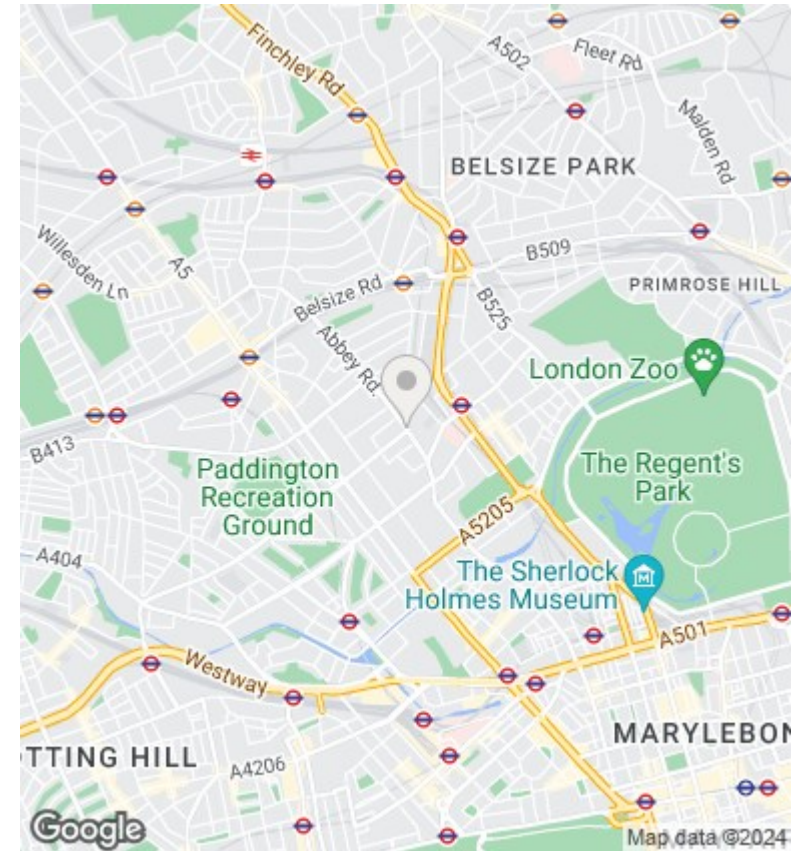 Finchley Rd
A502
Fleet Rd
Malden Rd
BELSIZE PARK
Willesden Ln
A5
B509
PRIMROSE HILL
Belsize Rd
B525
Abbey Rd.
London Zoo
B413
Paddington
Recreation
Ground
The Regent's
Park
A5205
A404
The Sherlock
Holmes Museum
A501
Westway
MARYLEBON
OTTING HILL
A4206
Google
Map data ©2024